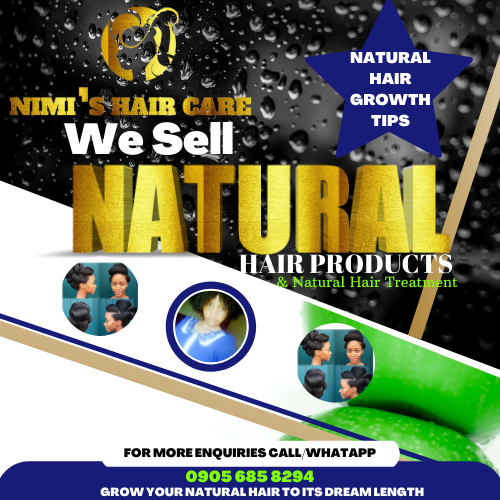 NIMI'S HAIR CARE
We Sell
NATURAL
HAIR PRODUCTS
& Natural Hair Treatment
NATURAL
HAIR
GROWTH
TIPS
FOR MORE ENQUIRIES CALL/WHATAPP
0905 685 8294
GROW YOUR NATURAL HAIR TO ITS DREAM LENGTH